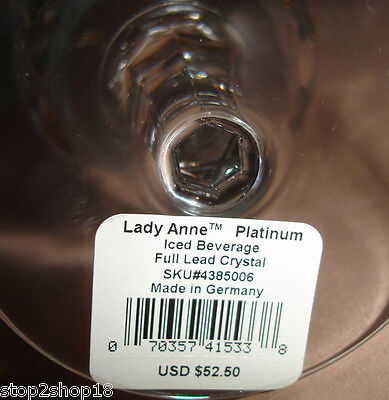 Lady Anne™ Platinum
Iced Beverage
Full Lead Crystal
SKU#4385006
Made in Germany
0 70357 41533 8
USD $52.50
stop2shop18